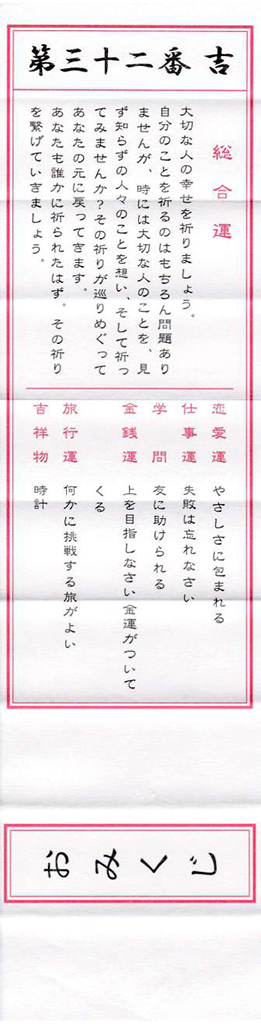 第三十二番 吉
総合運
大切な人の幸せを祈りましょう。
自分のことを祈るのはもちろん問題あり
ませんが、時には大切な人のことを、見
ず知らずの人々のことを想い、そして祈っ
てみませんか？その祈りが巡りめぐって
あなたの元に戻ってきます。
あなたも誰かに祈られたはず。その祈り
を繋げていきましょう。
恋愛運 やさしさに包まれる
仕事運 失敗は忘れなさい
学問 友に助けられる
金銭運 上を目指しなさい金運がついて
くる
旅行運 何かに挑戦する旅がよい
吉祥物 時計
おみくじ